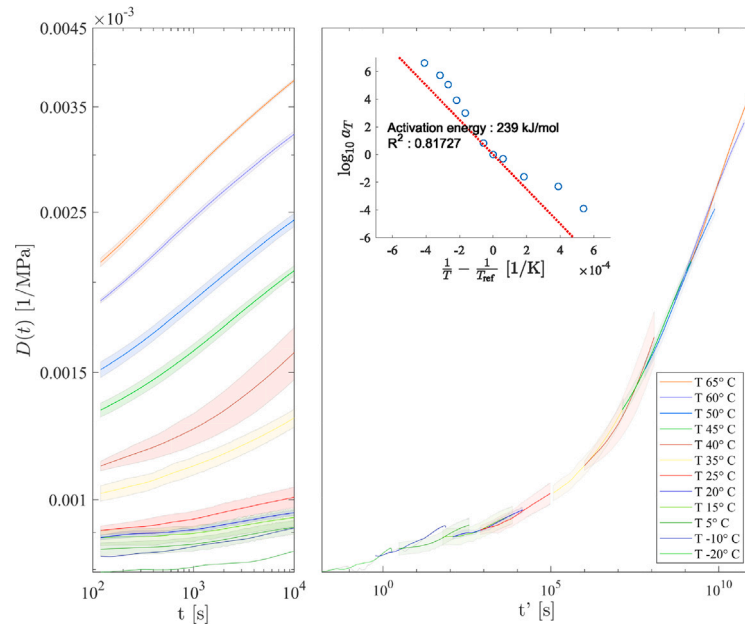 ×10⁻³
0.0045
0.0035
0.0025
0.0015
0.001
D(t) [1/MPa]
10² 10³ 10⁴
t [s]
6
4
2
0
-2
-4
-6
log₁₀ a_T
Activation energy : 239 kJ/mol
R² : 0.81727
-6 -4 -2 0 2 4 6
×10⁻⁴
1/T − 1/T_ref [1/K]
T 65° C
T 60° C
T 50° C
T 45° C
T 40° C
T 35° C
T 25° C
T 20° C
T 15° C
T 5° C
T -10° C
T -20° C
10⁰ 10⁵ 10¹⁰
t' [s]